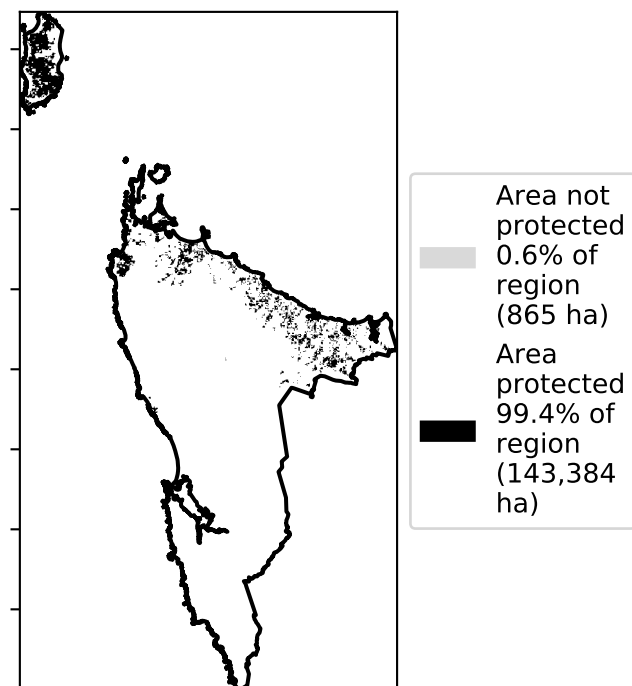 Area not
protected
0.6% of
region
(865 ha)
Area
protected
99.4% of
region
(143,384
ha)